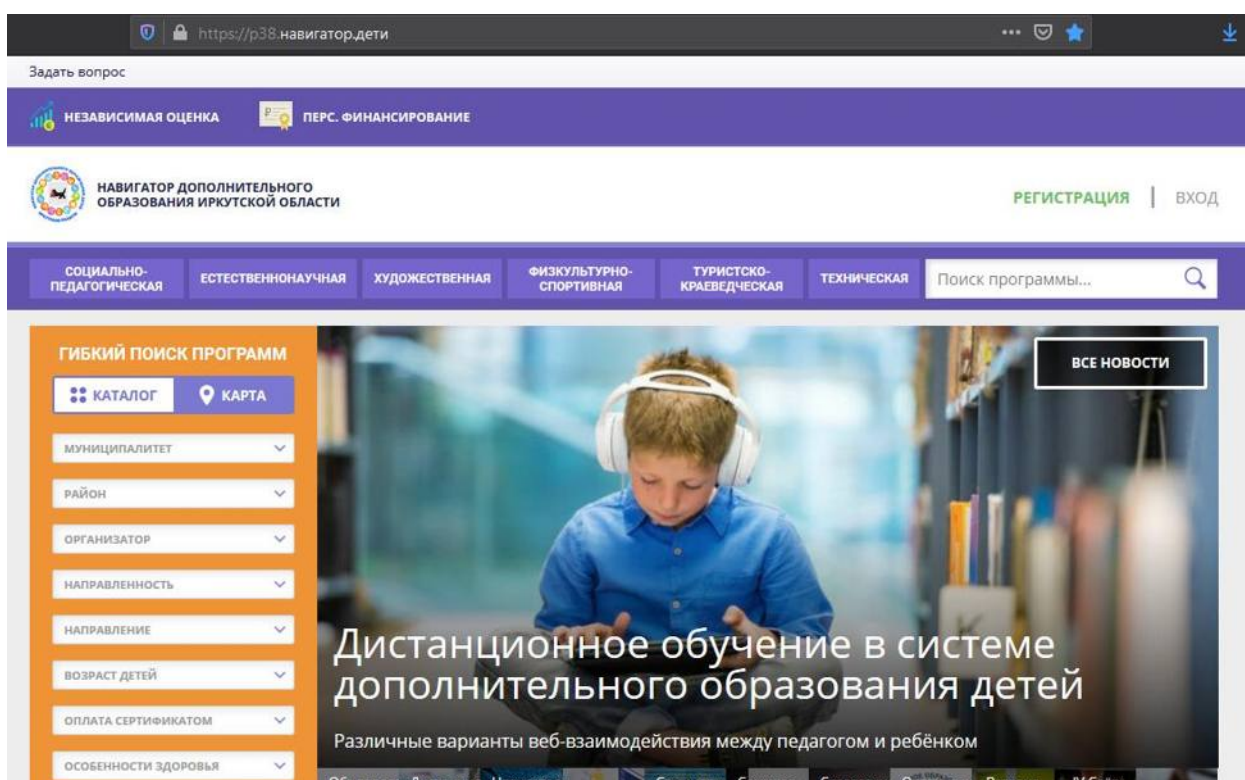 https://р38.навигатор.дети
Задать вопрос
НЕЗАВИСИМАЯ ОЦЕНКА
ПЕРС. ФИНАНСИРОВАНИЕ
НАВИГАТОР ДОПОЛНИТЕЛЬНОГО
ОБРАЗОВАНИЯ ИРКУТСКОЙ ОБЛАСТИ
РЕГИСТРАЦИЯ | ВХОД
СОЦИАЛЬНО-
ПЕДАГОГИЧЕСКАЯ
ЕСТЕСТВЕННОНАУЧНАЯ
ХУДОЖЕСТВЕННАЯ
ФИЗКУЛЬТУРНО-
СПОРТИВНАЯ
ТУРИСТСКО-
КРАЕВЕДЧЕСКАЯ
ТЕХНИЧЕСКАЯ
Поиск программы...
ГИБКИЙ ПОИСК ПРОГРАММ
КАТАЛОГ
КАРТА
МУНИЦИПАЛИТЕТ
РАЙОН
ОРГАНИЗАТОР
НАПРАВЛЕННОСТЬ
НАПРАВЛЕНИЕ
ВОЗРАСТ ДЕТЕЙ
ОПЛАТА СЕРТИФИКАТОМ
ОСОБЕННОСТИ ЗДОРОВЬЯ
ВСЕ НОВОСТИ
Дистанционное обучение в системе
дополнительного образования детей
Различные варианты веб-взаимодействия между педагогом и ребёнком